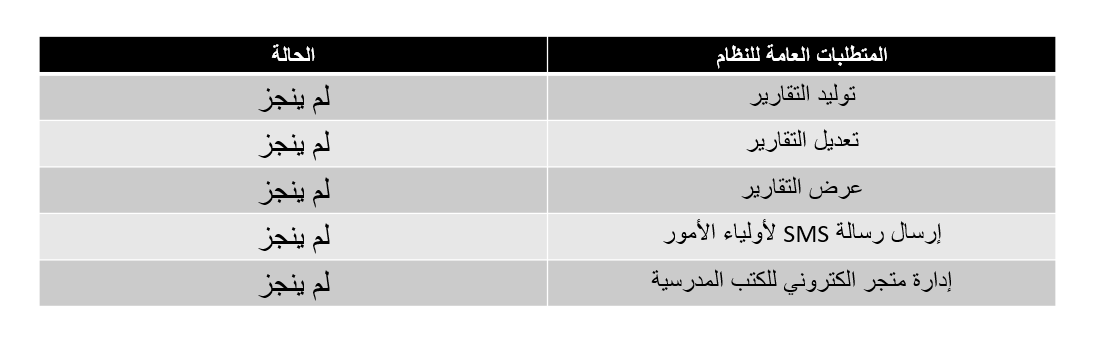 المتطلبات العامة للنظام الحالة
توليد التقارير لم ينجز
تعديل التقارير لم ينجز
عرض التقارير لم ينجز
إرسال رسالة SMS لأولياء الأمور لم ينجز
إدارة متجر الكتروني للكتب المدرسية لم ينجز